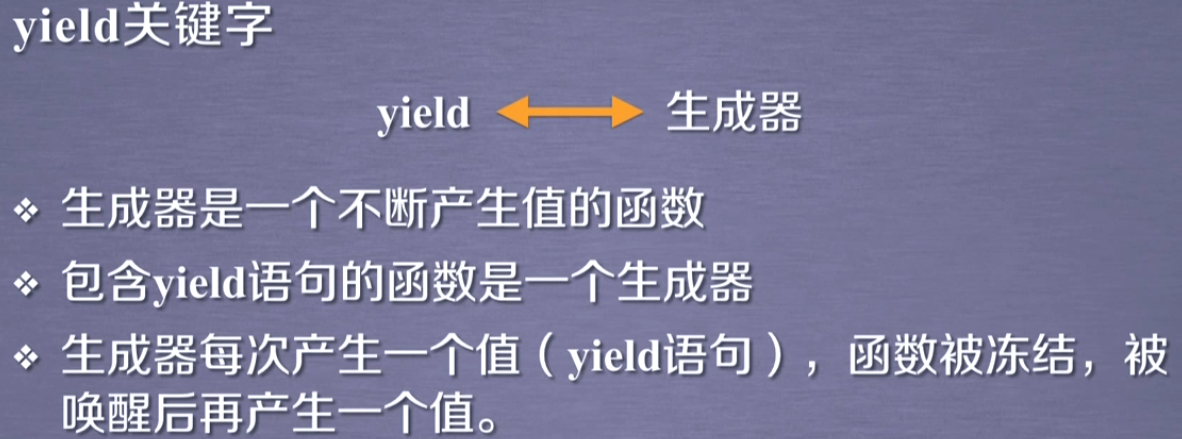 yield关键字
yield 生成器
❖ 生成器是一个不断产生值的函数
❖ 包含yield语句的函数是一个生成器
❖ 生成器每次产生一个值（yield语句），函数被冻结，被
唤醒后再产生一个值。